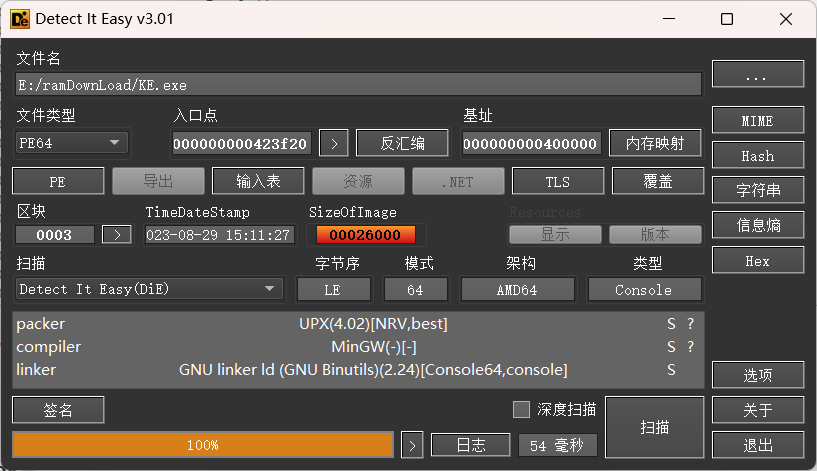 Detect It Easy v3.01
文件名
E:/ramDownLoad/KE.exe
...
文件类型 入口点 基址
PE64 000000000423f20 > 反汇编 000000000400000 内存映射 MIME
PE 导出 输入表 资源 .NET TLS 覆盖 Hash
区块 TimeDateStamp SizeOfImage Resources 字符串
0003 > 023-08-29 15:11:27 00026000 显示 版本 信息熵
扫描 字节序 模式 架构 类型 Hex
Detect It Easy(DiE) LE 64 AMD64 Console
packer UPX(4.02)[NRV,best] S ?
compiler MinGW(-)[-] S ?
linker GNU linker ld (GNU Binutils)(2.24)[Console64,console] S
选项
签名 深度扫描 扫描 关于
100% > 日志 54 毫秒 退出